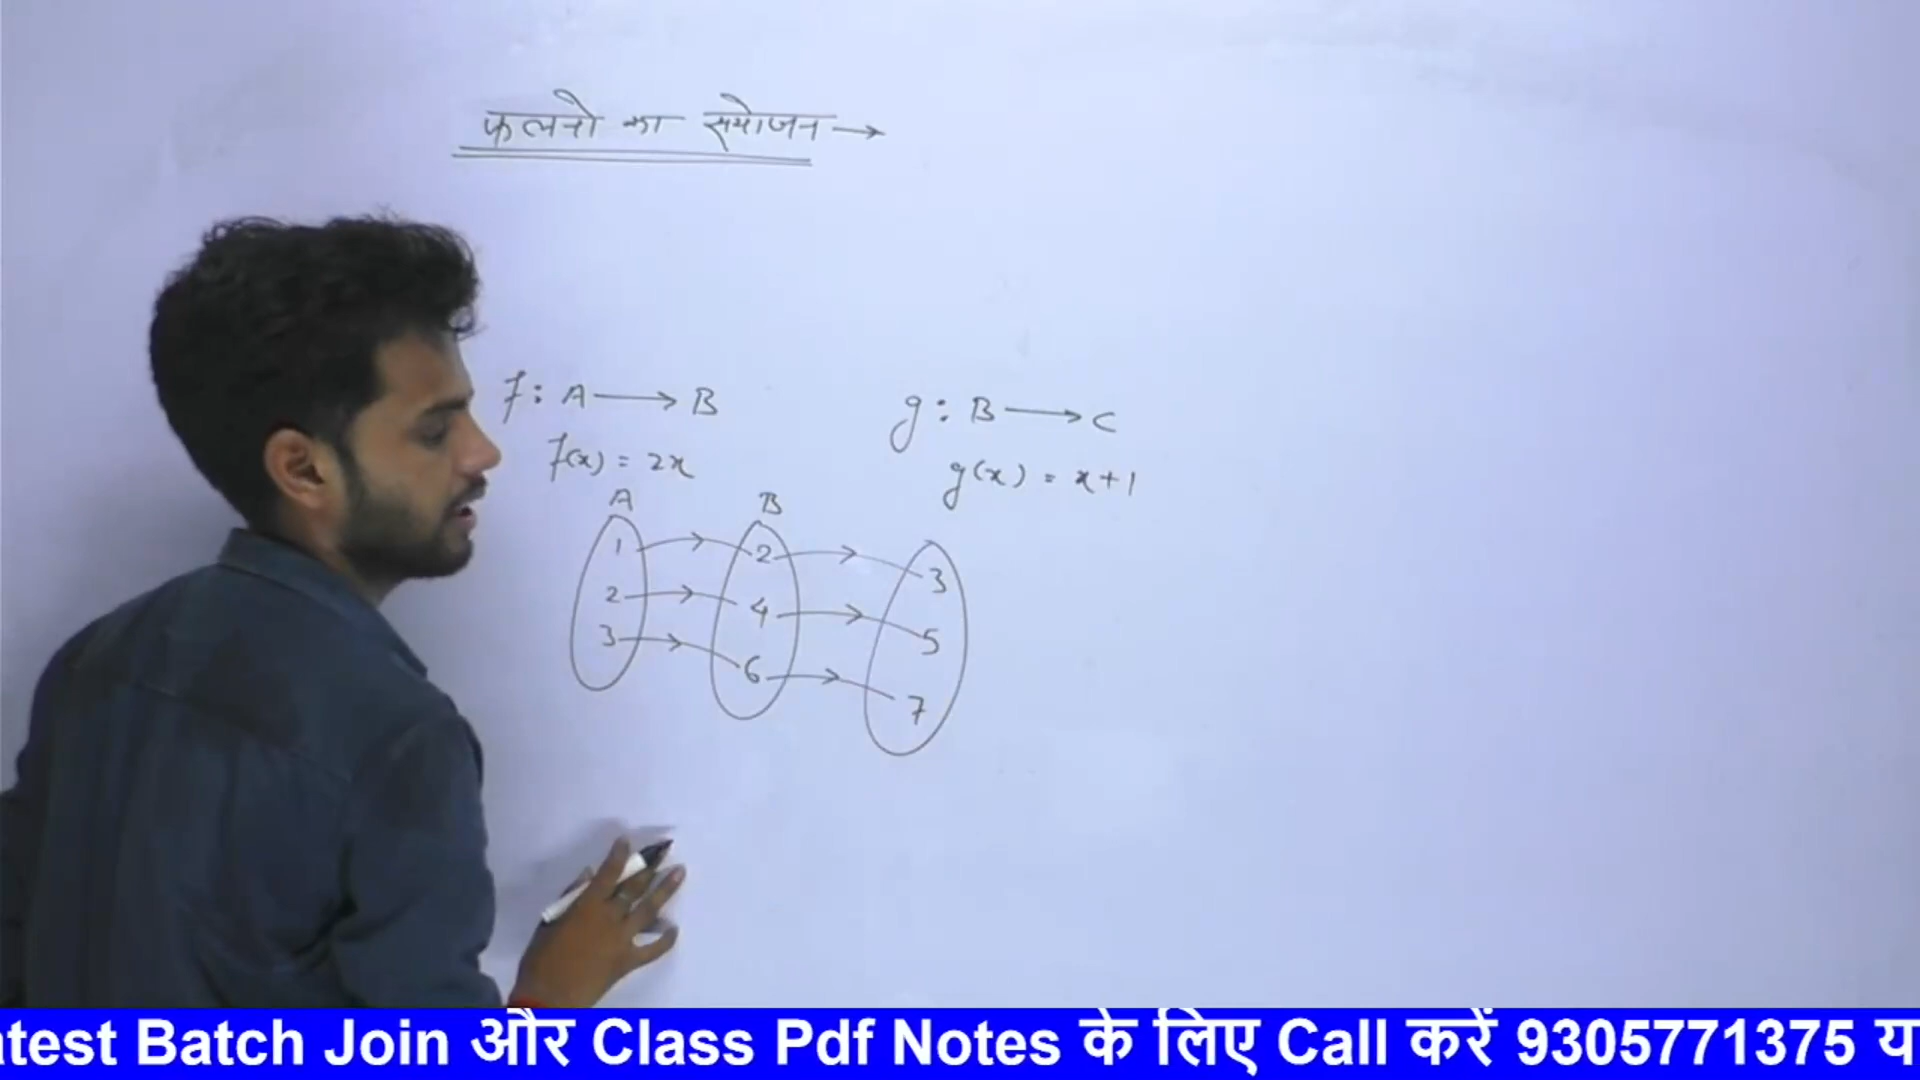 फलनो का संयोजन →
f : A → B
g : B → C
f(x) = 2x
g(x) = x+1
A B
1 2 3
2 4 5
3 6 7
atest Batch Join और Class Pdf Notes के लिए Call करें 9305771375 य